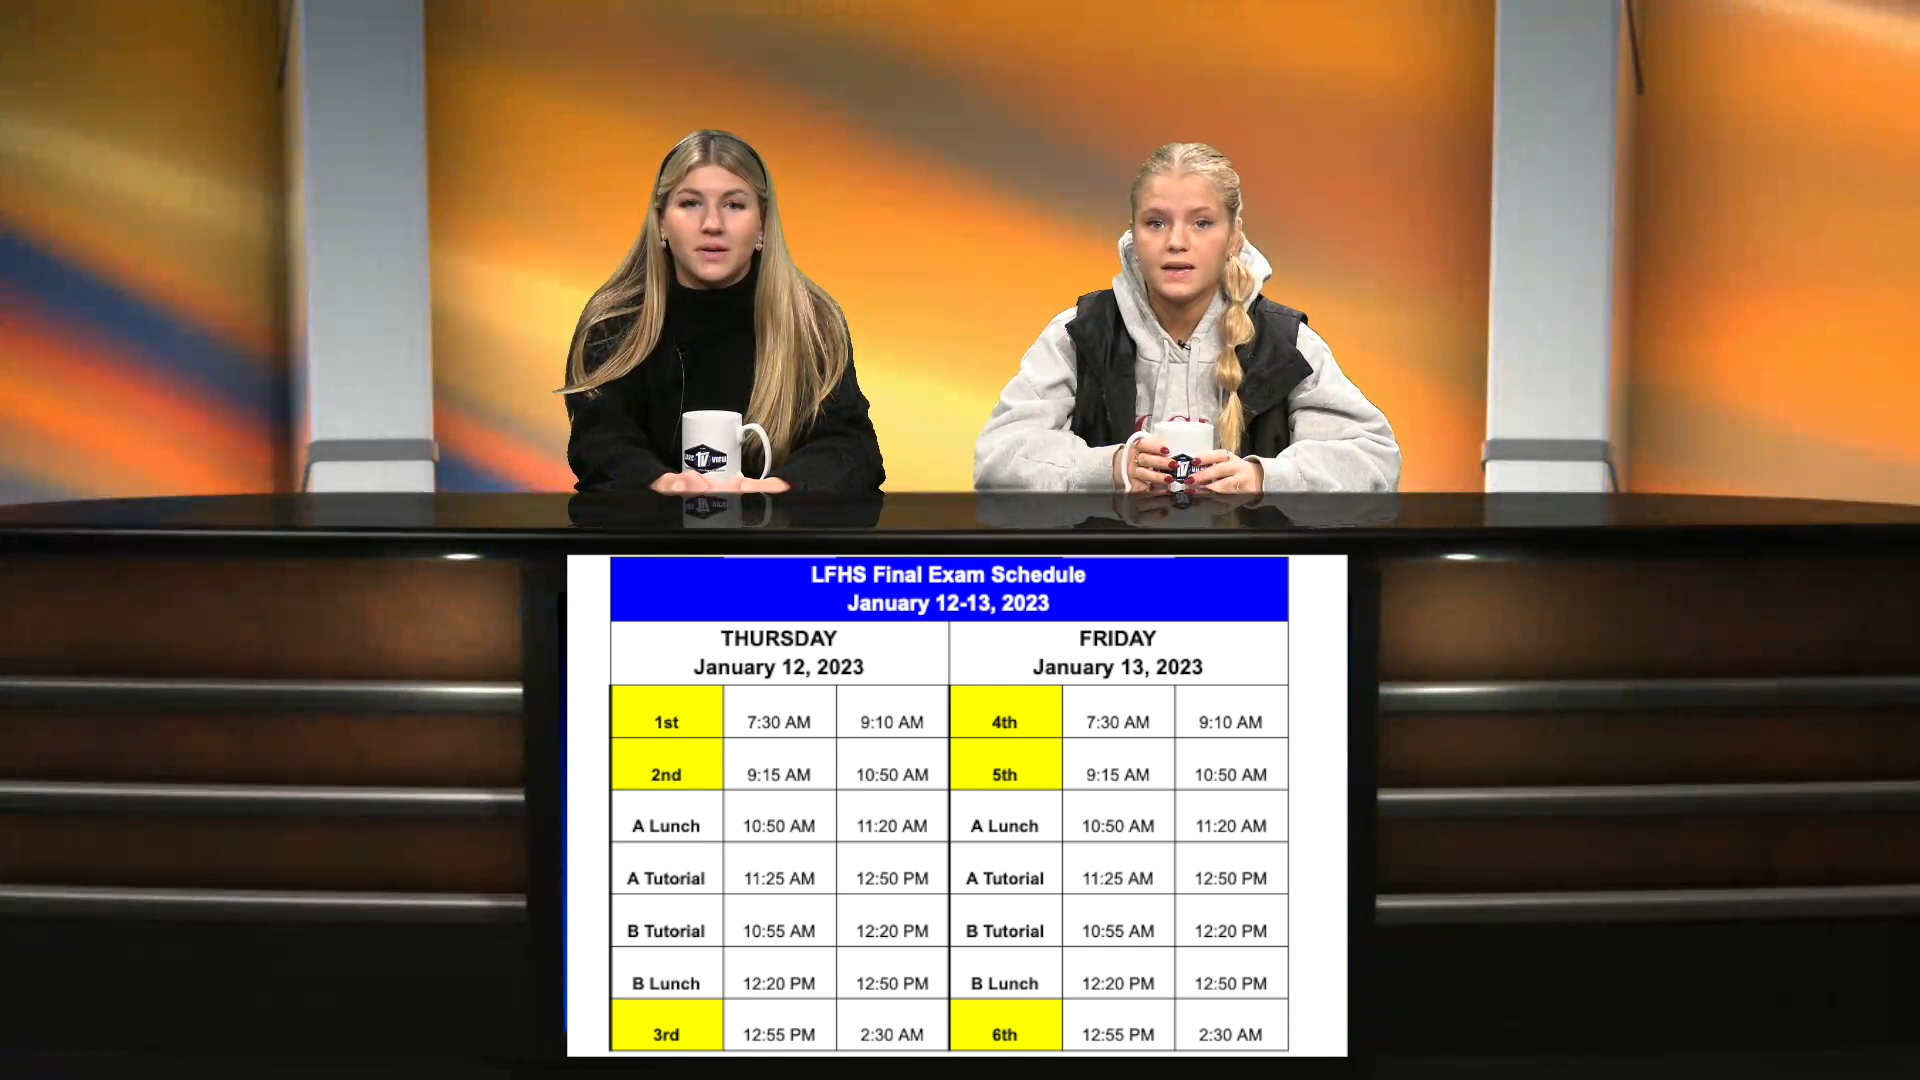 LAKE TV VIEW
TV
LFHS Final Exam Schedule
January 12-13, 2023
THURSDAY FRIDAY
January 12, 2023 January 13, 2023
1st 7:30 AM 9:10 AM 4th 7:30 AM 9:10 AM
2nd 9:15 AM 10:50 AM 5th 9:15 AM 10:50 AM
A Lunch 10:50 AM 11:20 AM A Lunch 10:50 AM 11:20 AM
A Tutorial 11:25 AM 12:50 PM A Tutorial 11:25 AM 12:50 PM
B Tutorial 10:55 AM 12:20 PM B Tutorial 10:55 AM 12:20 PM
B Lunch 12:20 PM 12:50 PM B Lunch 12:20 PM 12:50 PM
3rd 12:55 PM 2:30 AM 6th 12:55 PM 2:30 AM